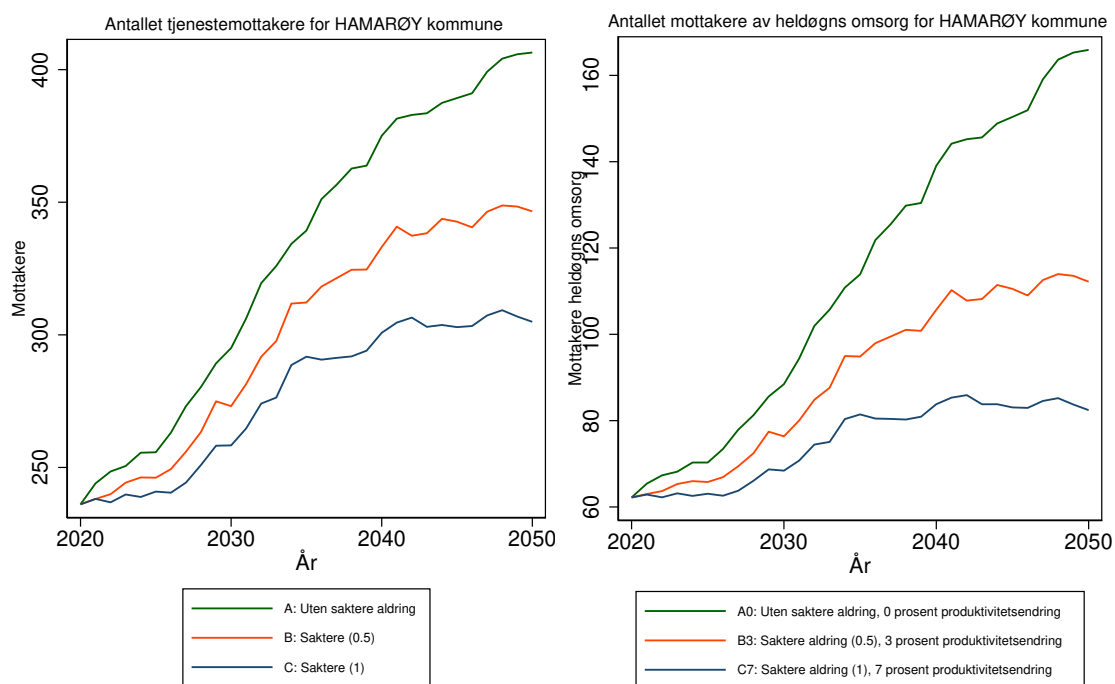 Antallet tjenestemottakere for HAMARØY kommune
Mottakere
400
350
300
250
2020
2030
2040
2050
År
A: Uten saktere aldring
B: Saktere (0.5)
C: Saktere (1)
Antallet mottakere av heldøgns omsorg for HAMARØY kommune
Mottakere heldøgns omsorg
160
140
120
100
80
60
2020
2030
2040
2050
År
A0: Uten saktere aldring, 0 prosent produktivitetsendring
B3: Saktere aldring (0.5), 3 prosent produktivitetsendring
C7: Saktere aldring (1), 7 prosent produktivitetsendring